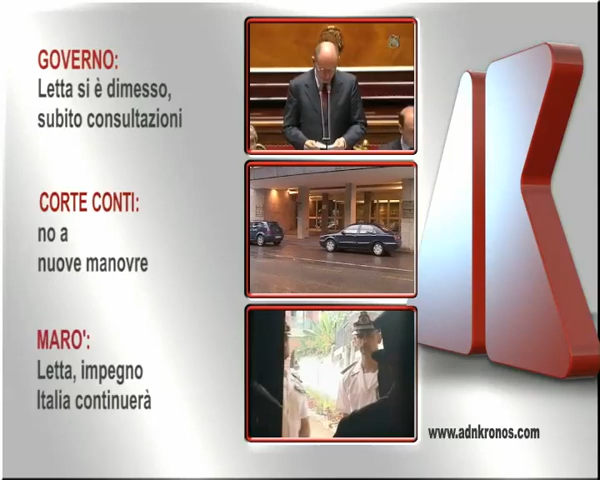 GOVERNO:
Letta si è dimesso,
subito consultazioni
CORTE CONTI:
no a
nuove manovre
MARO':
Letta, impegno
Italia continuerà
www.adnkronos.com